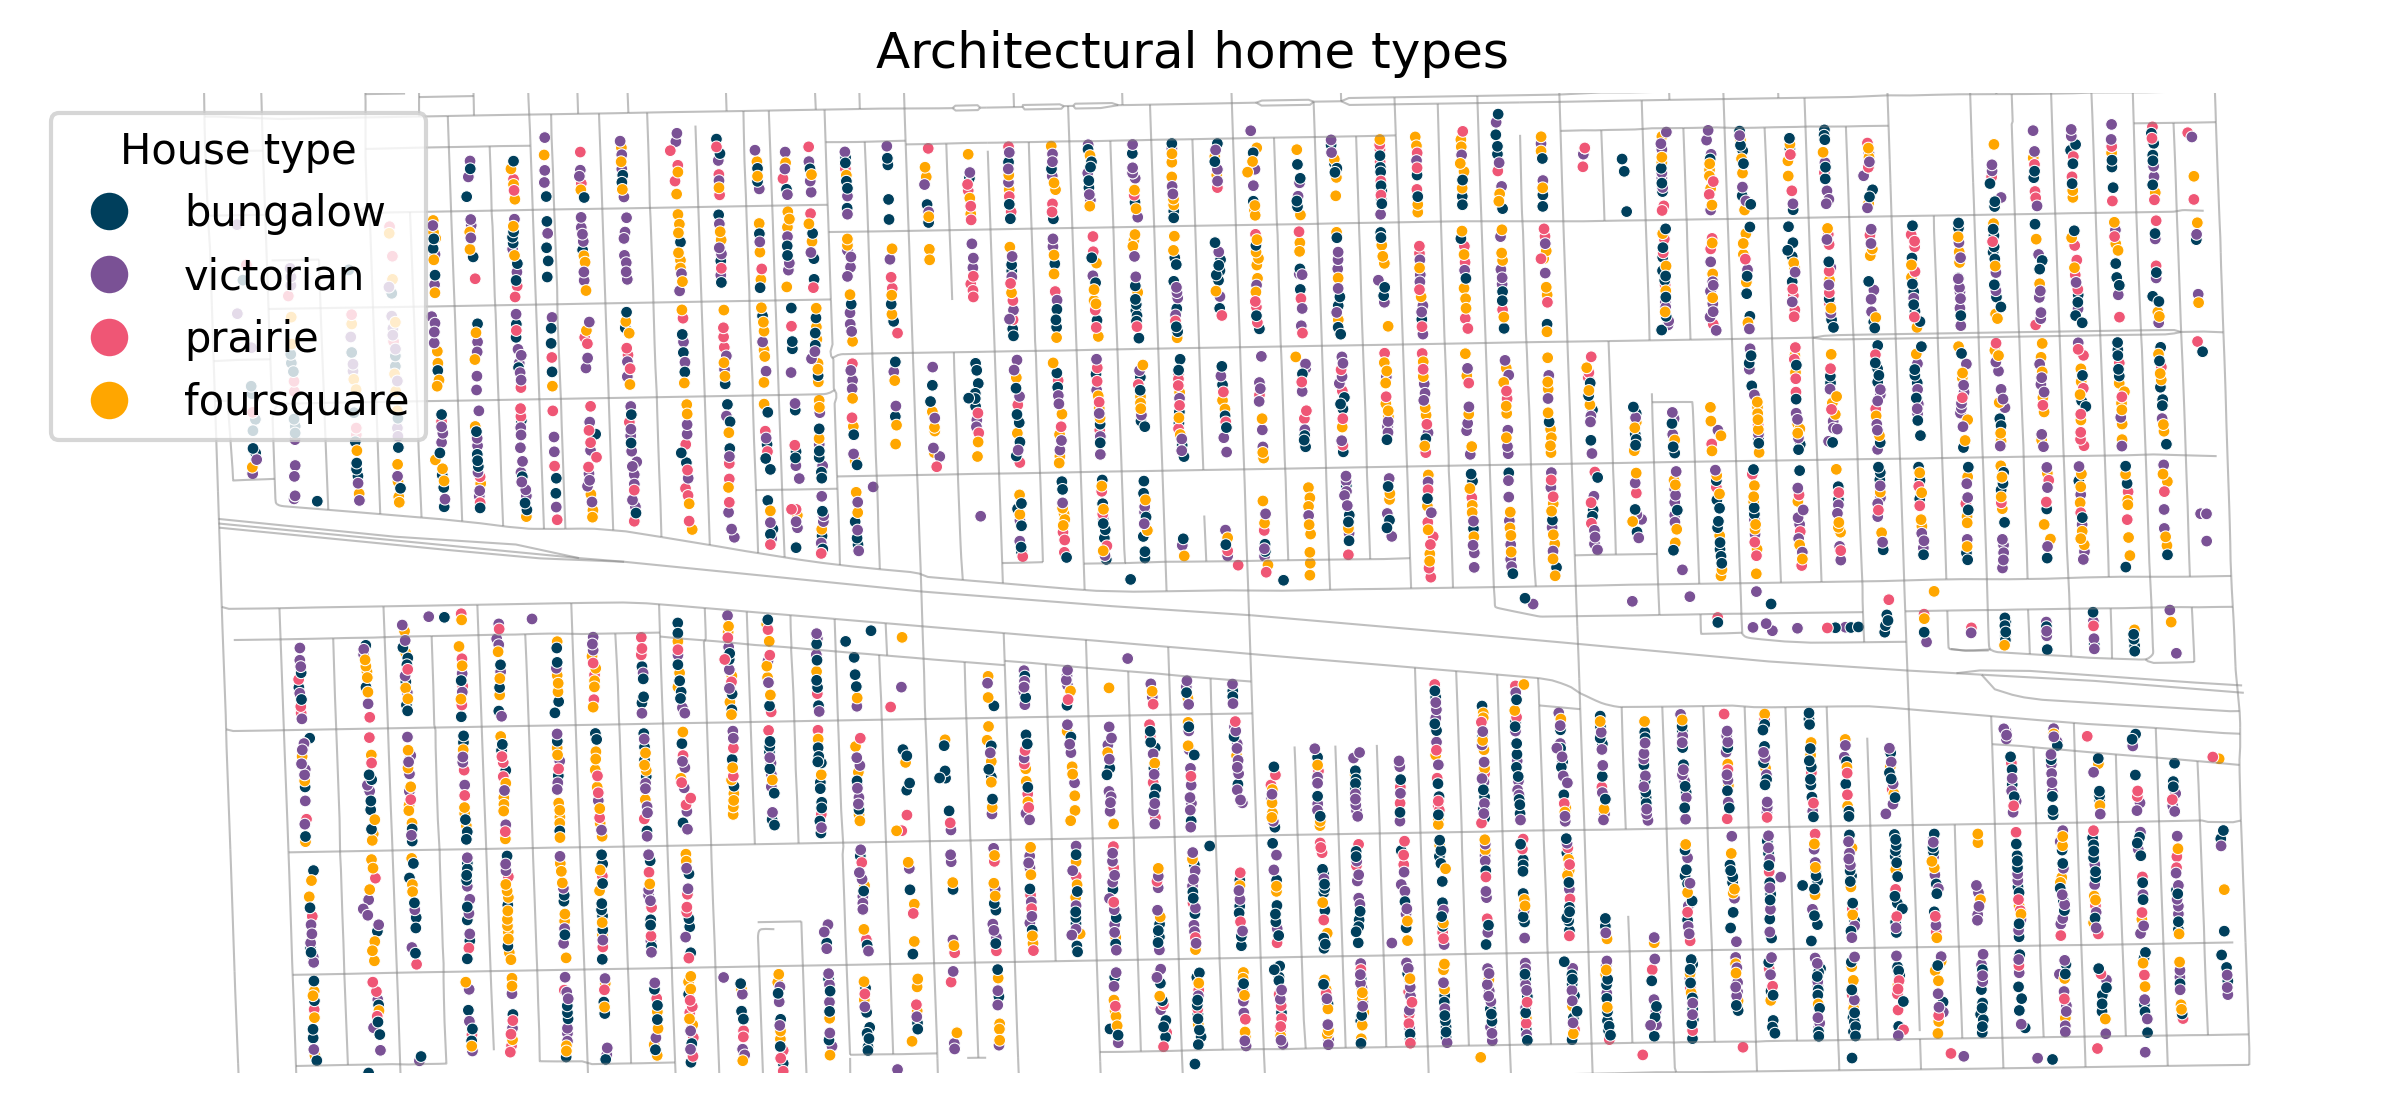 Architectural home types
House type
bungalow
victorian
prairie
foursquare